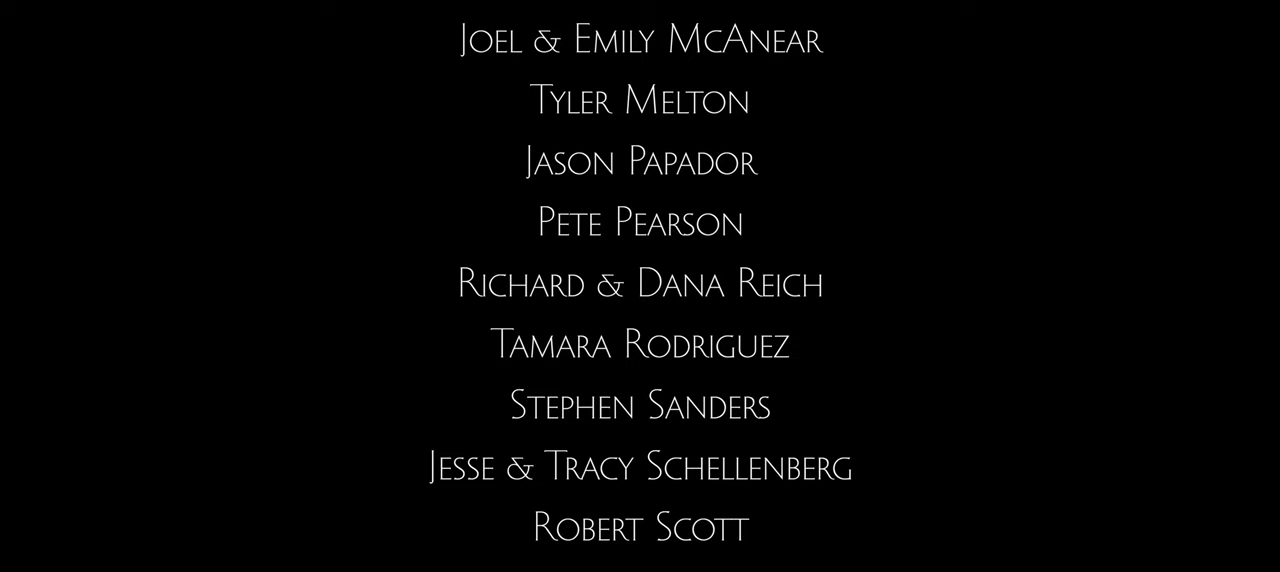 Joel & Emily McAnear
Tyler Melton
Jason Papador
Pete Pearson
Richard & Dana Reich
Tamara Rodriguez
Stephen Sanders
Jesse & Tracy Schellenberg
Robert Scott